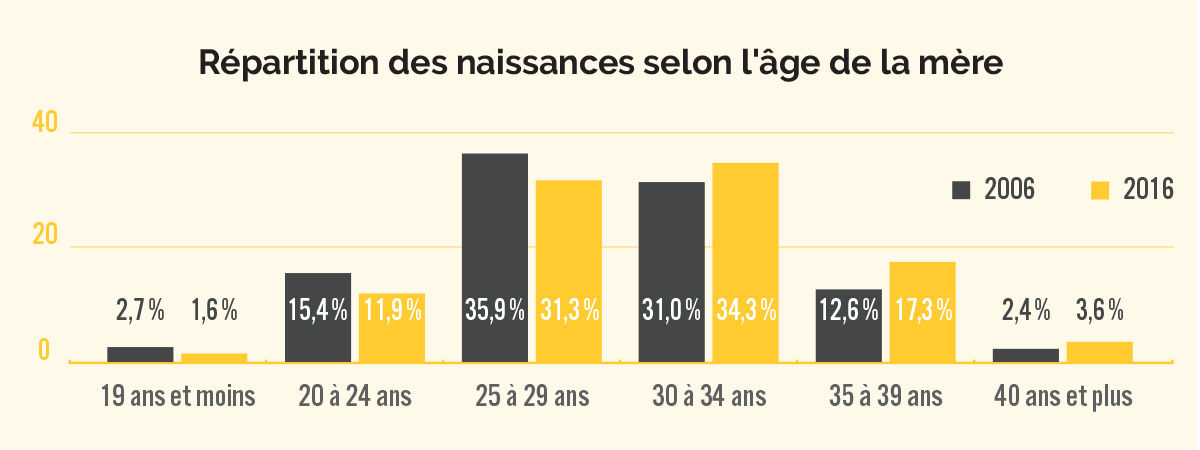 Répartition des naissances selon l'âge de la mère
40
2006 2016
20
2,7 % 1,6 % 15,4 % 11,9 % 35,9 % 31,3 % 31,0 % 34,3 % 12,6 % 17,3 % 2,4 % 3,6 %
0
19 ans et moins 20 à 24 ans 25 à 29 ans 30 à 34 ans 35 à 39 ans 40 ans et plus